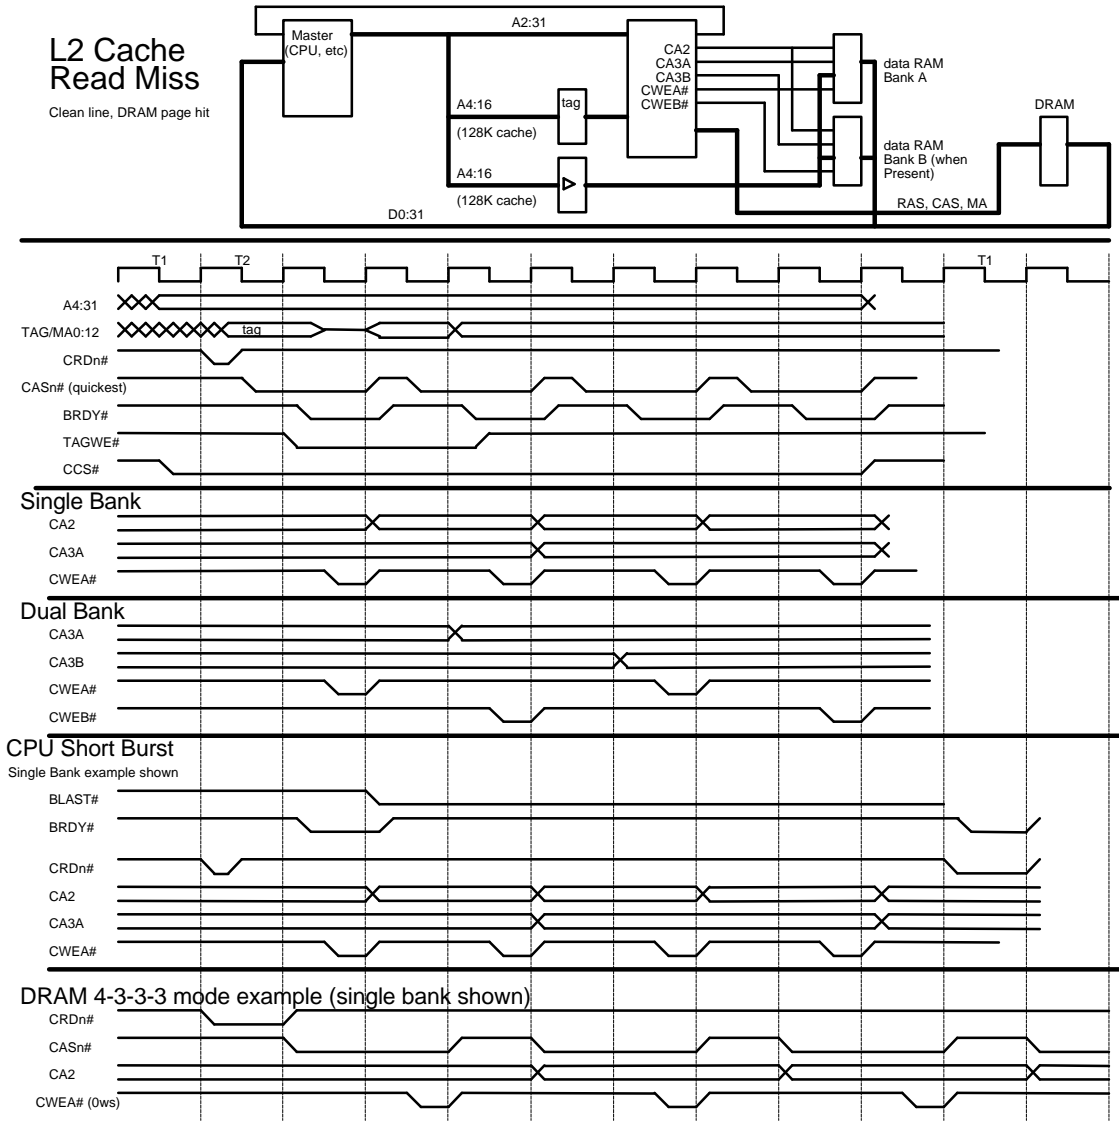 L2 Cache
Read Miss
Clean line, DRAM page hit
Master
(CPU, etc)
A2:31
CA2
CA3A
CA3B
CWEA#
CWEB#
data RAM
Bank A
A4:16
(128K cache)
tag
DRAM
data RAM
Bank B (when
Present)
A4:16
(128K cache)
RAS, CAS, MA
D0:31
T1
T2
T1
A4:31
TAG/MA0:12
tag
CRDn#
CASn# (quickest)
BRDY#
TAGWE#
CCS#
Single Bank
CA2
CA3A
CWEA#
Dual Bank
CA3A
CA3B
CWEA#
CWEB#
CPU Short Burst
Single Bank example shown
BLAST#
BRDY#
CRDn#
CA2
CA3A
CWEA#
DRAM 4-3-3-3 mode example (single bank shown)
CRDn#
CASn#
CA2
CWEA# (0ws)